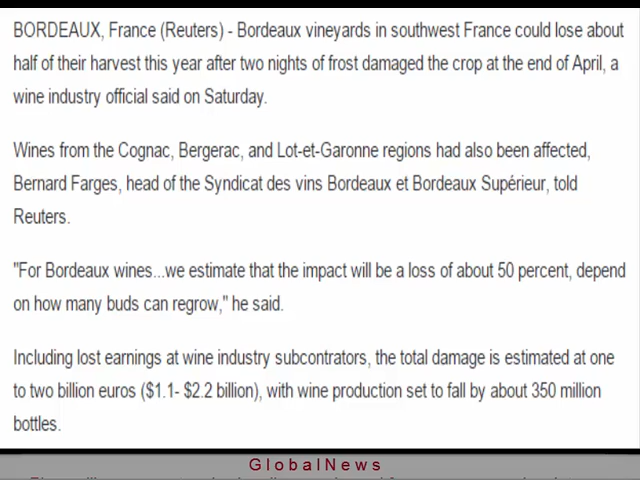 BORDEAUX, France (Reuters) - Bordeaux vineyards in southwest France could lose about
half of their harvest this year after two nights of frost damaged the crop at the end of April, a
wine industry official said on Saturday.
Wines from the Cognac, Bergerac, and Lot-et-Garonne regions had also been affected,
Bernard Farges, head of the Syndicat des vins Bordeaux et Bordeaux Supérieur, told
Reuters.
"For Bordeaux wines...we estimate that the impact will be a loss of about 50 percent, depend
on how many buds can regrow," he said.
Including lost earnings at wine industry subcontrators, the total damage is estimated at one
to two billion euros ($1.1- $2.2 billion), with wine production set to fall by about 350 million
bottles.
GlobalNews